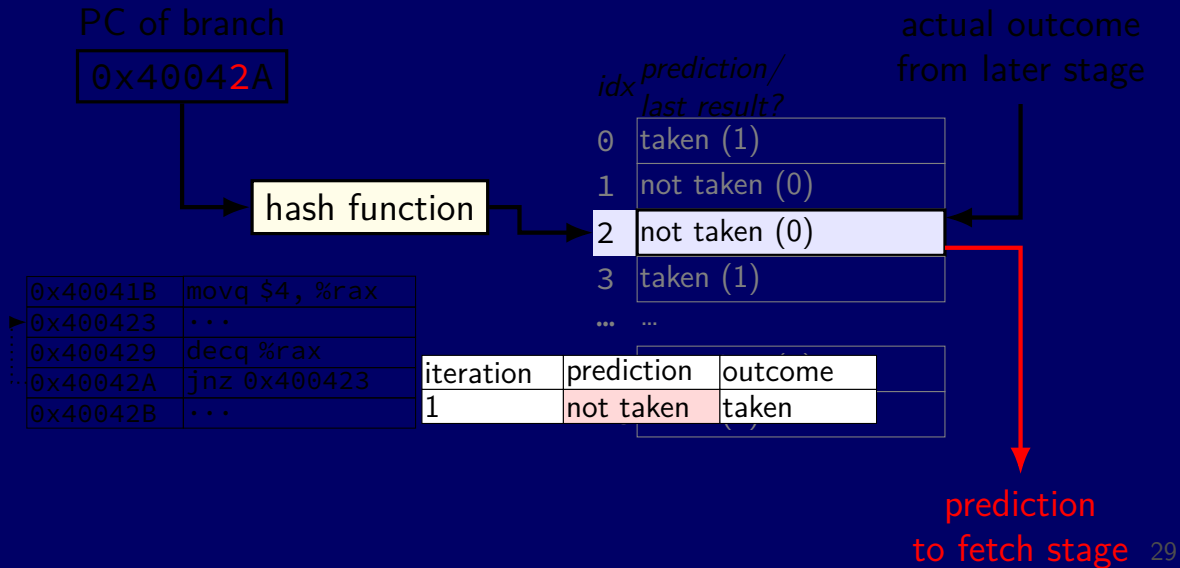 PC of branch
0x40042A
actual outcome
from later stage
idx
prediction/
last result?
0 taken (1)
1 not taken (0)
hash function
2 not taken (0)
3 taken (1)
... ...
0x40041B movq $4, %rax
0x400423 ...
0x400429 decq %rax
0x40042A jnz 0x400423
0x40042B ...
iteration prediction outcome
1 not taken taken
prediction
to fetch stage
29